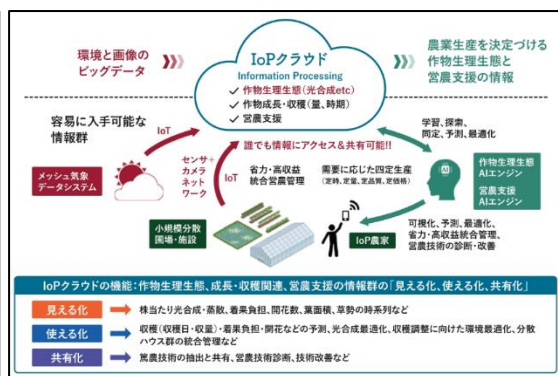 環境と画像の
ビッグデータ
IoPクラウド
Information Processing
✓ 作物生理生態(光合成etc)
✓ 作物成長・収穫(量、時期)
✓ 営農支援
農業生産を決定づける
作物生理生態と
営農支援の情報
容易に入手可能な
情報群
IoT
誰でも情報にアクセス&共有可能!!
学習、探索、
同定、予測、最適化
メッシュ気象
データシステム
センサ+
カメラ
ネット
ワーク
IoT
省力・高収益
統合営農管理
需要に応じた四定生産
(定時、定量、定品質、定価格)
AI
作物生理生態
AIエンジン
営農支援
AIエンジン
小規模分散
圃場・施設
IoP農家
可視化、予測、最適化、
省力・高収益統合管理、
営農技術の診断・改善
IoPクラウドの機能:作物生理生態、成長・収穫関連、営農支援の情報群の「見える化、使える化、共有化」
見える化
株当たり光合成・蒸散、着果負担、開花数、葉面積、草勢の時系列など
使える化
収穫(収穫日・収量)・着果負担・開花などの予測、光合成最適化、収穫調整に向けた環境最適化、分散
ハウス群の統合管理など
共有化
篤農技術の抽出と共有、営農技術診断、技術改善など